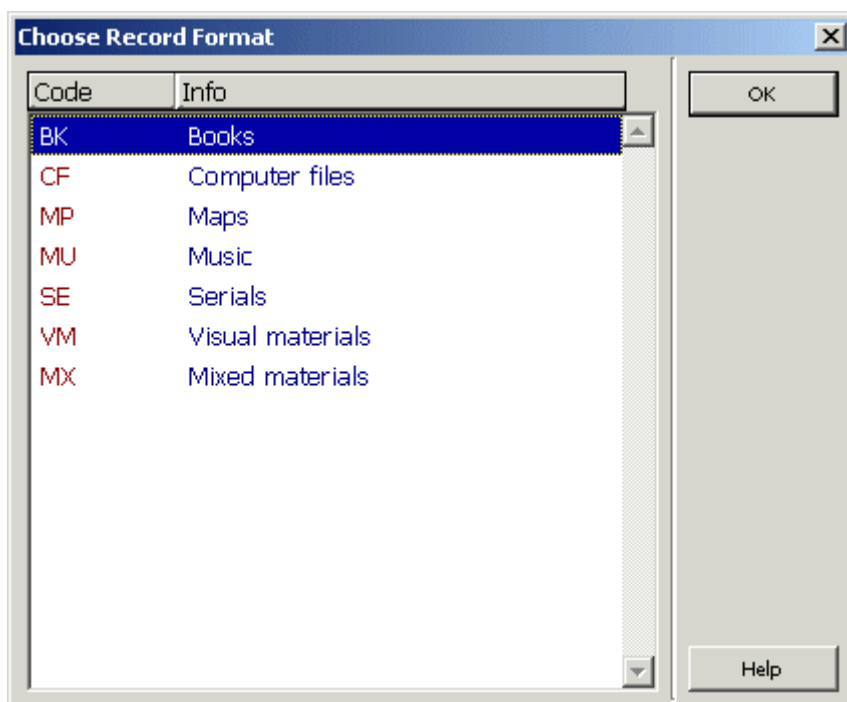 Choose Record Format
Code Info OK
BK Books
CF Computer files
MP Maps
MU Music
SE Serials
VM Visual materials
MX Mixed materials
Help